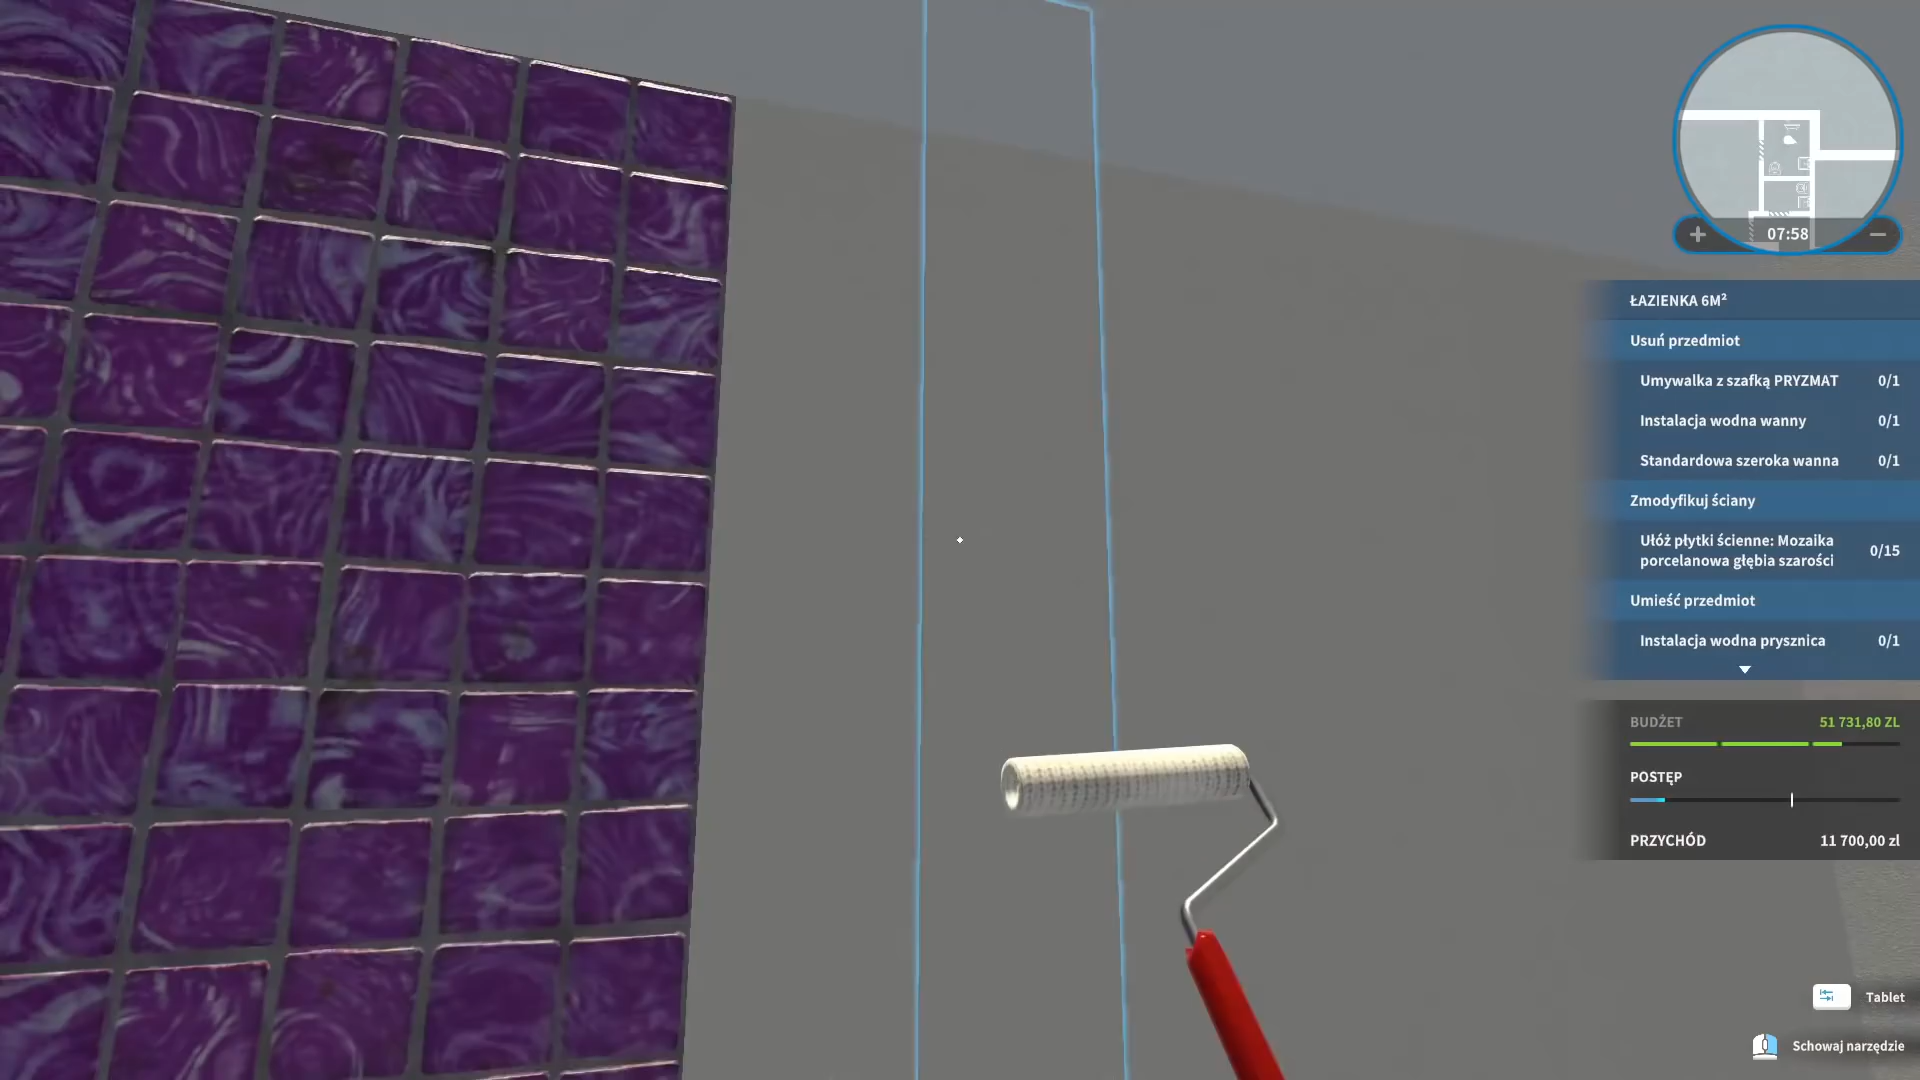 07:58
ŁAZIENKA 6M²
Usuń przedmiot
Umywalka z szafką PRYZMAT 0/1
Instalacja wodna wanny 0/1
Standardowa szeroka wanna 0/1
Zmodyfikuj ściany
Ułóż płytki ścienne: Mozaika
porcelanowa głębia szarości 0/15
Umieść przedmiot
Instalacja wodna prysznica 0/1
BUDŻET 51 731,80 ZL
POSTĘP
PRZYCHÓD 11 700,00 zl
Tablet
Schowaj narzędzie